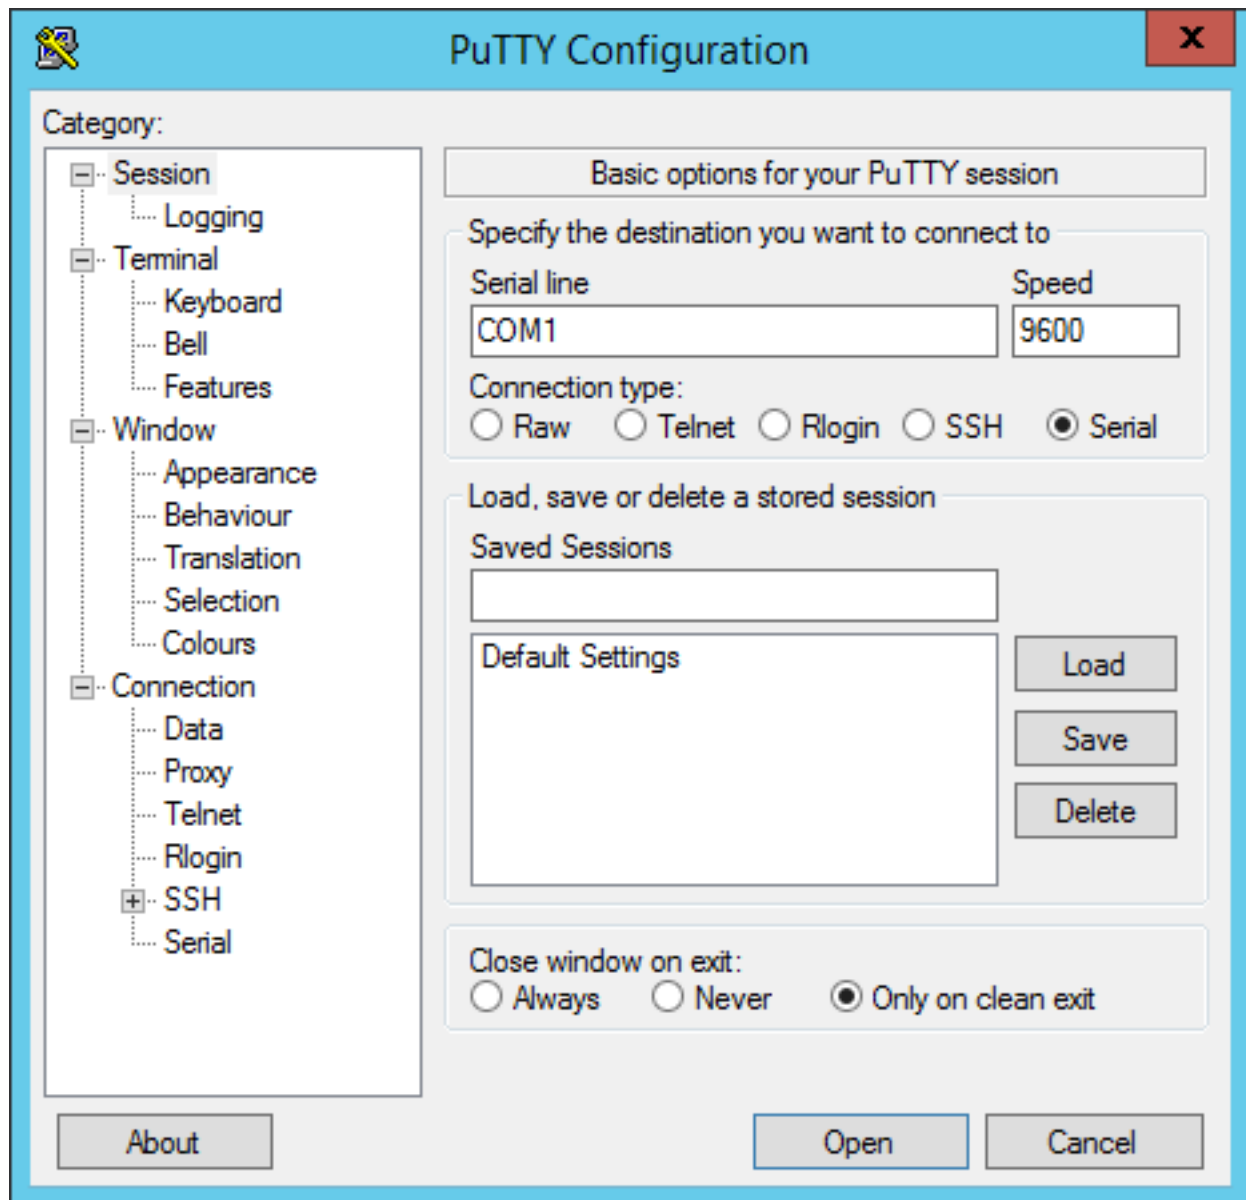 PuTTY Configuration
X
Category:
Session
Logging
Terminal
Keyboard
Bell
Features
Window
Appearance
Behaviour
Translation
Selection
Colours
Connection
Data
Proxy
Telnet
Rlogin
SSH
Serial
Basic options for your PuTTY session
Specify the destination you want to connect to
Serial line Speed
COM1 9600
Connection type:
Raw Telnet Rlogin SSH Serial
Load, save or delete a stored session
Saved Sessions
Default Settings
Load
Save
Delete
Close window on exit:
Always Never Only on clean exit
About Open Cancel